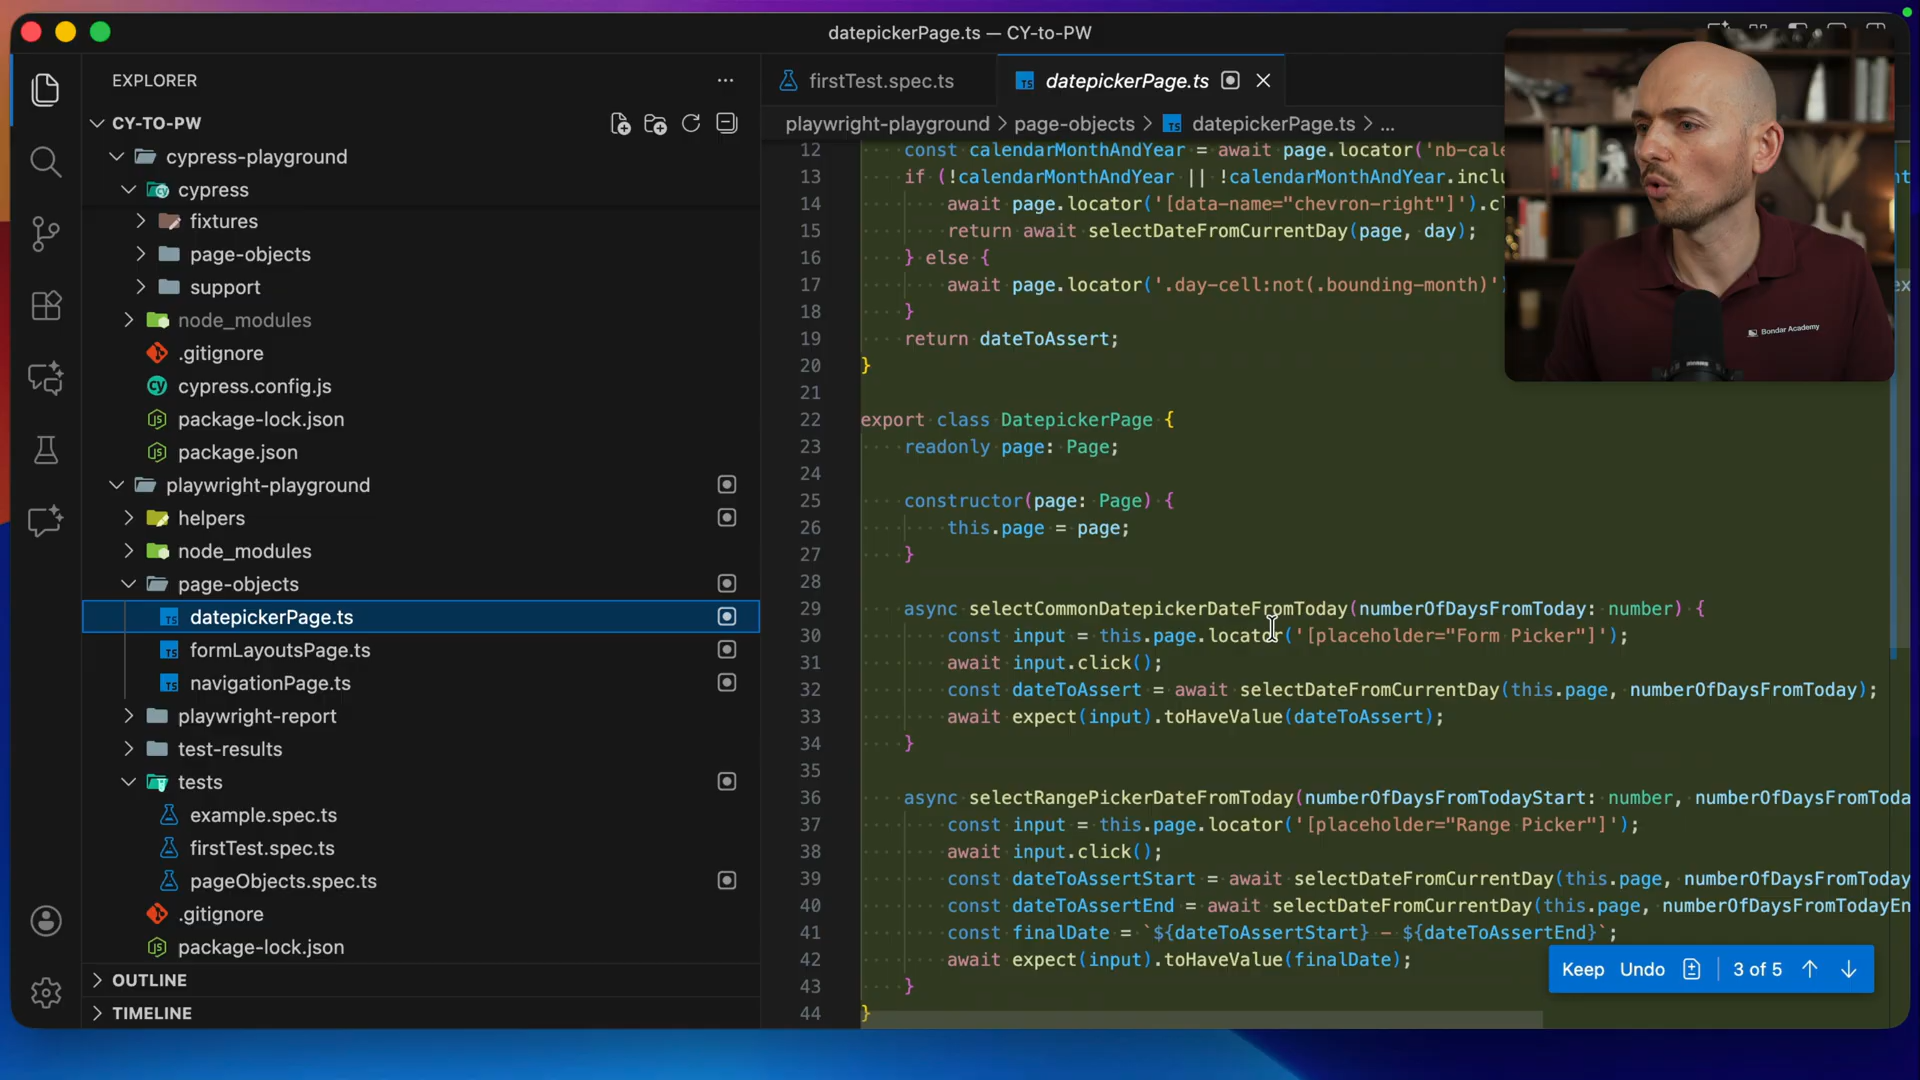 datepickerPage.ts — CY-to-PW
EXPLORER
CY-TO-PW
cypress-playground
cypress
fixtures
page-objects
support
node_modules
.gitignore
cypress.config.js
package-lock.json
package.json
playwright-playground
helpers
node_modules
page-objects
datepickerPage.ts
formLayoutsPage.ts
navigationPage.ts
playwright-report
test-results
tests
example.spec.ts
firstTest.spec.ts
pageObjects.spec.ts
.gitignore
package-lock.json
OUTLINE
TIMELINE
firstTest.spec.ts
datepickerPage.ts
playwright-playground > page-objects > datepickerPage.ts > ...
12 const calendarMonthAndYear = await page.locator('nb-cale
13 if (!calendarMonthAndYear || !calendarMonthAndYear.inclu
14 await page.locator('[data-name="chevron-right"]').cl
15 return await selectDateFromCurrentDay(page, day);
16 } else {
17 await page.locator('.day-cell:not(.bounding-month)')
18 }
19 return dateToAssert;
20 }
21
22 export class DatepickerPage {
23 readonly page: Page;
24
25 constructor(page: Page) {
26 this.page = page;
27 }
28
29 async selectCommonDatepickerDateFromToday(numberOfDaysFromToday: number) {
30 const input = this.page.locator('[placeholder="Form Picker"]');
31 await input.click();
32 const dateToAssert = await selectDateFromCurrentDay(this.page, numberOfDaysFromToday);
33 await expect(input).toHaveValue(dateToAssert);
34 }
35
36 async selectRangePickerDateFromToday(numberOfDaysFromTodayStart: number, numberOfDaysFromToda
37 const input = this.page.locator('[placeholder="Range Picker"]');
38 await input.click();
39 const dateToAssertStart = await selectDateFromCurrentDay(this.page, numberOfDaysFromToday
40 const dateToAssertEnd = await selectDateFromCurrentDay(this.page, numberOfDaysFromTodayEn
41 const finalDate = `${dateToAssertStart} - ${dateToAssertEnd}`;
42 await expect(input).toHaveValue(finalDate);
43 }
44 }
Keep Undo 3 of 5
Bondar Academy